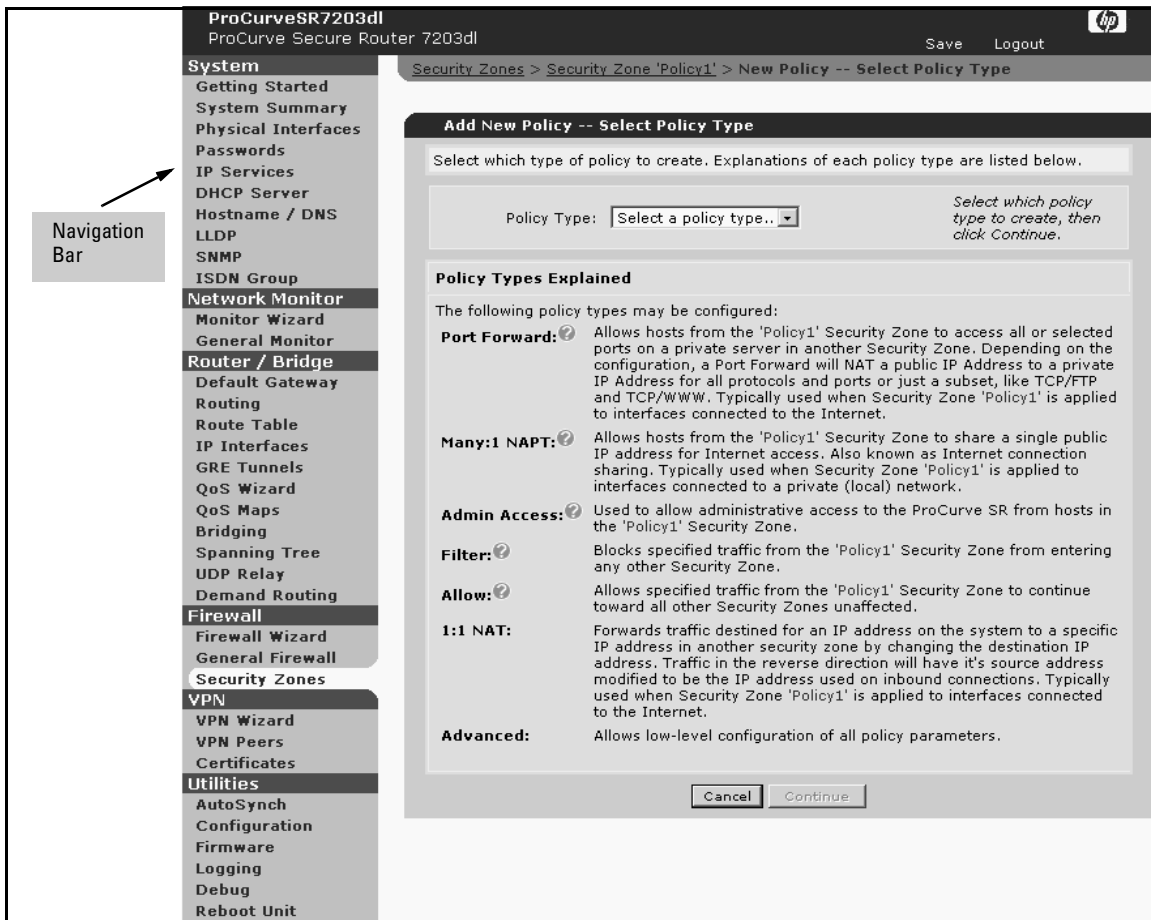 ProCurveSR7203dl
ProCurve Secure Router 7203dl
hp
Save Logout
Navigation
Bar
System
Getting Started
System Summary
Physical Interfaces
Passwords
IP Services
DHCP Server
Hostname / DNS
LLDP
SNMP
ISDN Group
Network Monitor
Monitor Wizard
General Monitor
Router / Bridge
Default Gateway
Routing
Route Table
IP Interfaces
GRE Tunnels
QoS Wizard
QoS Maps
Bridging
Spanning Tree
UDP Relay
Demand Routing
Firewall
Firewall Wizard
General Firewall
Security Zones
VPN
VPN Wizard
VPN Peers
Certificates
Utilities
AutoSynch
Configuration
Firmware
Logging
Debug
Reboot Unit
Security Zones > Security Zone 'Policy1' > New Policy -- Select Policy Type
Add New Policy -- Select Policy Type
Select which type of policy to create. Explanations of each policy type are listed below.
Policy Type: Select a policy type..
Select which policy
type to create, then
click Continue.
Policy Types Explained
The following policy types may be configured:
Port Forward:? Allows hosts from the 'Policy1' Security Zone to access all or selected
ports on a private server in another Security Zone. Depending on the
configuration, a Port Forward will NAT a public IP Address to a private
IP Address for all protocols and ports or just a subset, like TCP/FTP
and TCP/WWW. Typically used when Security Zone 'Policy1' is applied
to interfaces connected to the Internet.
Many:1 NAPT:? Allows hosts from the 'Policy1' Security Zone to share a single public
IP address for Internet access. Also known as Internet connection
sharing. Typically used when Security Zone 'Policy1' is applied to
interfaces connected to a private (local) network.
Admin Access:? Used to allow administrative access to the ProCurve SR from hosts in
the 'Policy1' Security Zone.
Filter:? Blocks specified traffic from the 'Policy1' Security Zone from entering
any other Security Zone.
Allow:? Allows specified traffic from the 'Policy1' Security Zone to continue
toward all other Security Zones unaffected.
1:1 NAT: Forwards traffic destined for an IP address on the system to a specific
IP address in another security zone by changing the destination IP
address. Traffic in the reverse direction will have it's source address
modified to be the IP address used on inbound connections. Typically
used when Security Zone 'Policy1' is applied to interfaces connected
to the Internet.
Advanced: Allows low-level configuration of all policy parameters.
Cancel Continue